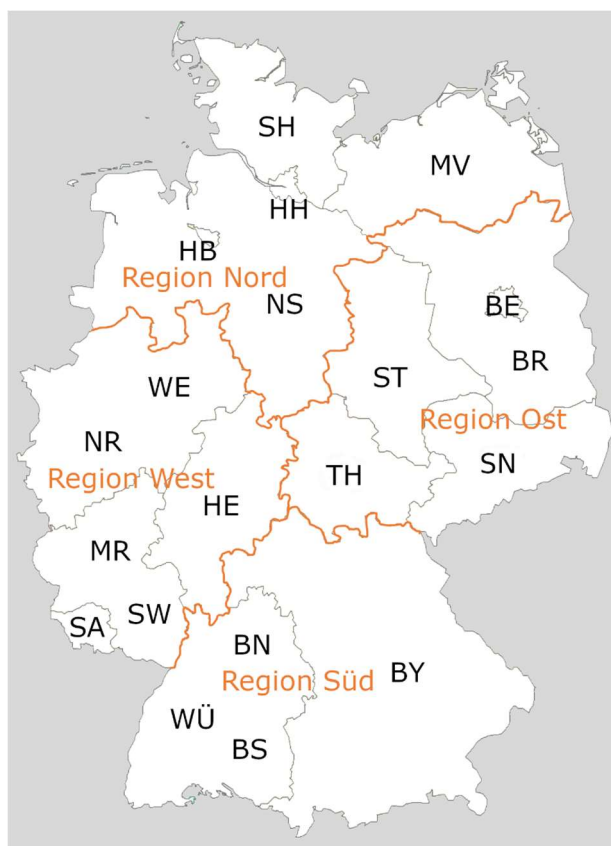 SH
MV
HH
HB
Region Nord
NS
BE
BR
WE
ST
Region Ost
NR
SN
Region West
TH
HE
MR
SW
SA
BN
BY
Region Süd
WÜ
BS